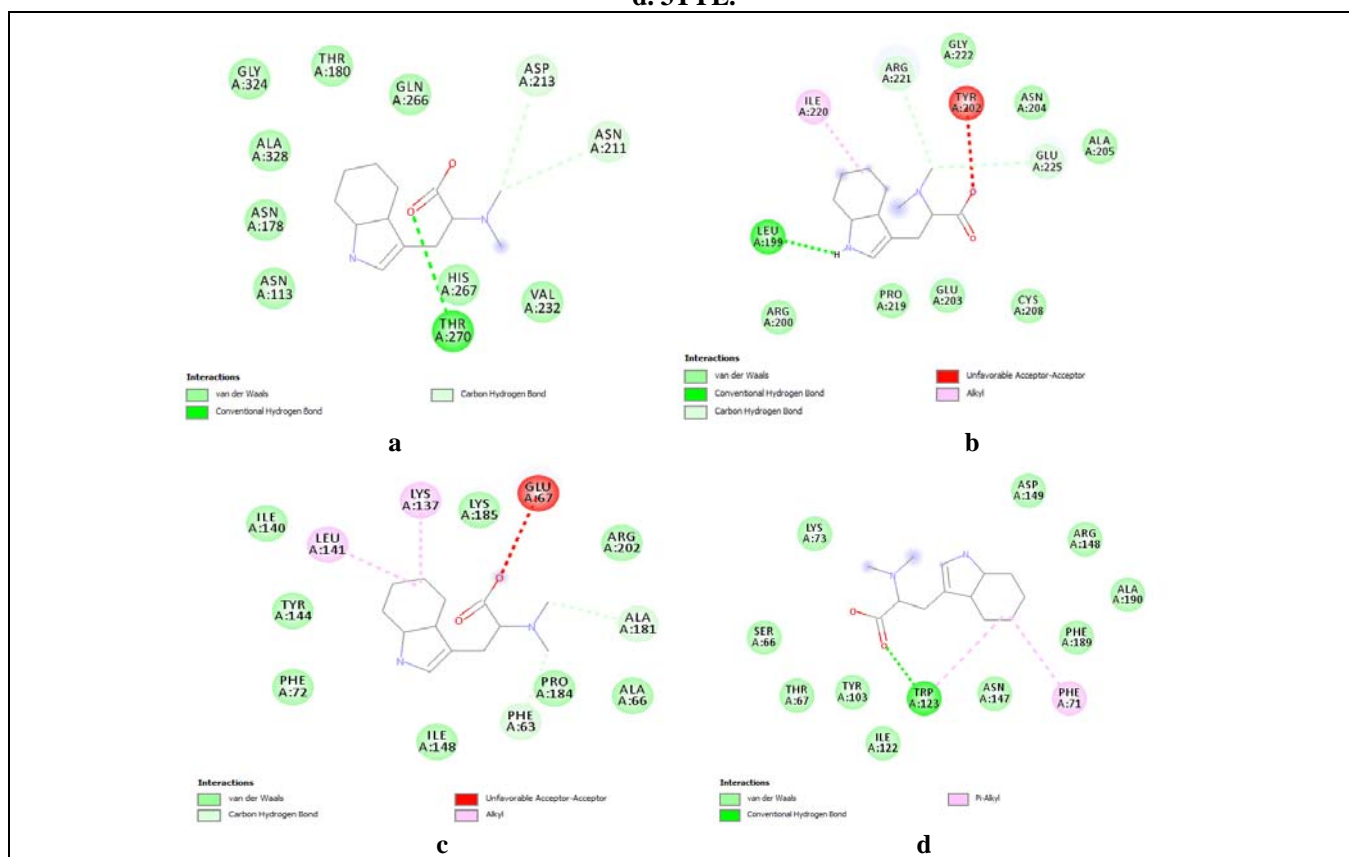 d.
THR
A:180
GLY
A:324
GLN
A:266
ASP
A:213
ASN
A:211
ALA
A:328
ASN
A:178
ASN
A:113
HIS
A:267
VAL
A:232
THR
A:270
O
O
N
N
Interactions
van der Waals
Conventional Hydrogen Bond
Carbon Hydrogen Bond
a
GLY
A:222
ARG
A:221
TYR
A:202
ASN
A:204
ILE
A:220
ALA
A:205
GLU
A:225
LEU
A:199
ARG
A:200
PRO
A:219
GLU
A:203
CYS
A:208
N
O
O
N
H
Interactions
van der Waals
Conventional Hydrogen Bond
Carbon Hydrogen Bond
Unfavorable Acceptor-Acceptor
Alkyl
b
LYS
A:137
LYS
A:185
GLU
A:67
ILE
A:140
LEU
A:141
ARG
A:202
TYR
A:144
ALA
A:181
PHE
A:72
PRO
A:184
ALA
A:66
PHE
A:63
ILE
A:148
O
O
N
N
Interactions
van der Waals
Carbon Hydrogen Bond
Unfavorable Acceptor-Acceptor
Alkyl
c
ASP
A:149
LYS
A:73
ARG
A:148
ALA
A:190
SER
A:66
PHE
A:189
THR
A:67
TYR
A:103
TRP
A:123
ASN
A:147
PHE
A:71
ILE
A:122
N
N
O
O
Interactions
van der Waals
Conventional Hydrogen Bond
Pi-Alkyl
d